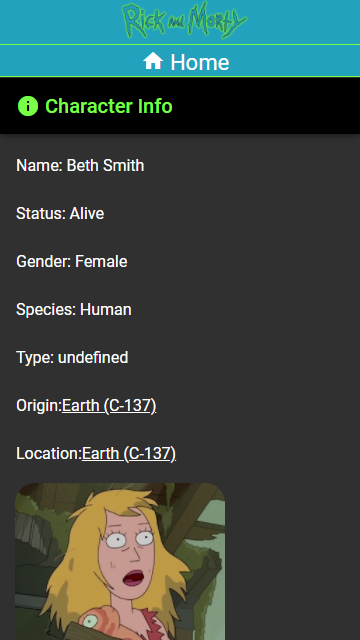 Rick and Morty
Home
Character Info
Name: Beth Smith
Status: Alive
Gender: Female
Species: Human
Type: undefined
Origin:Earth (C-137)
Location:Earth (C-137)